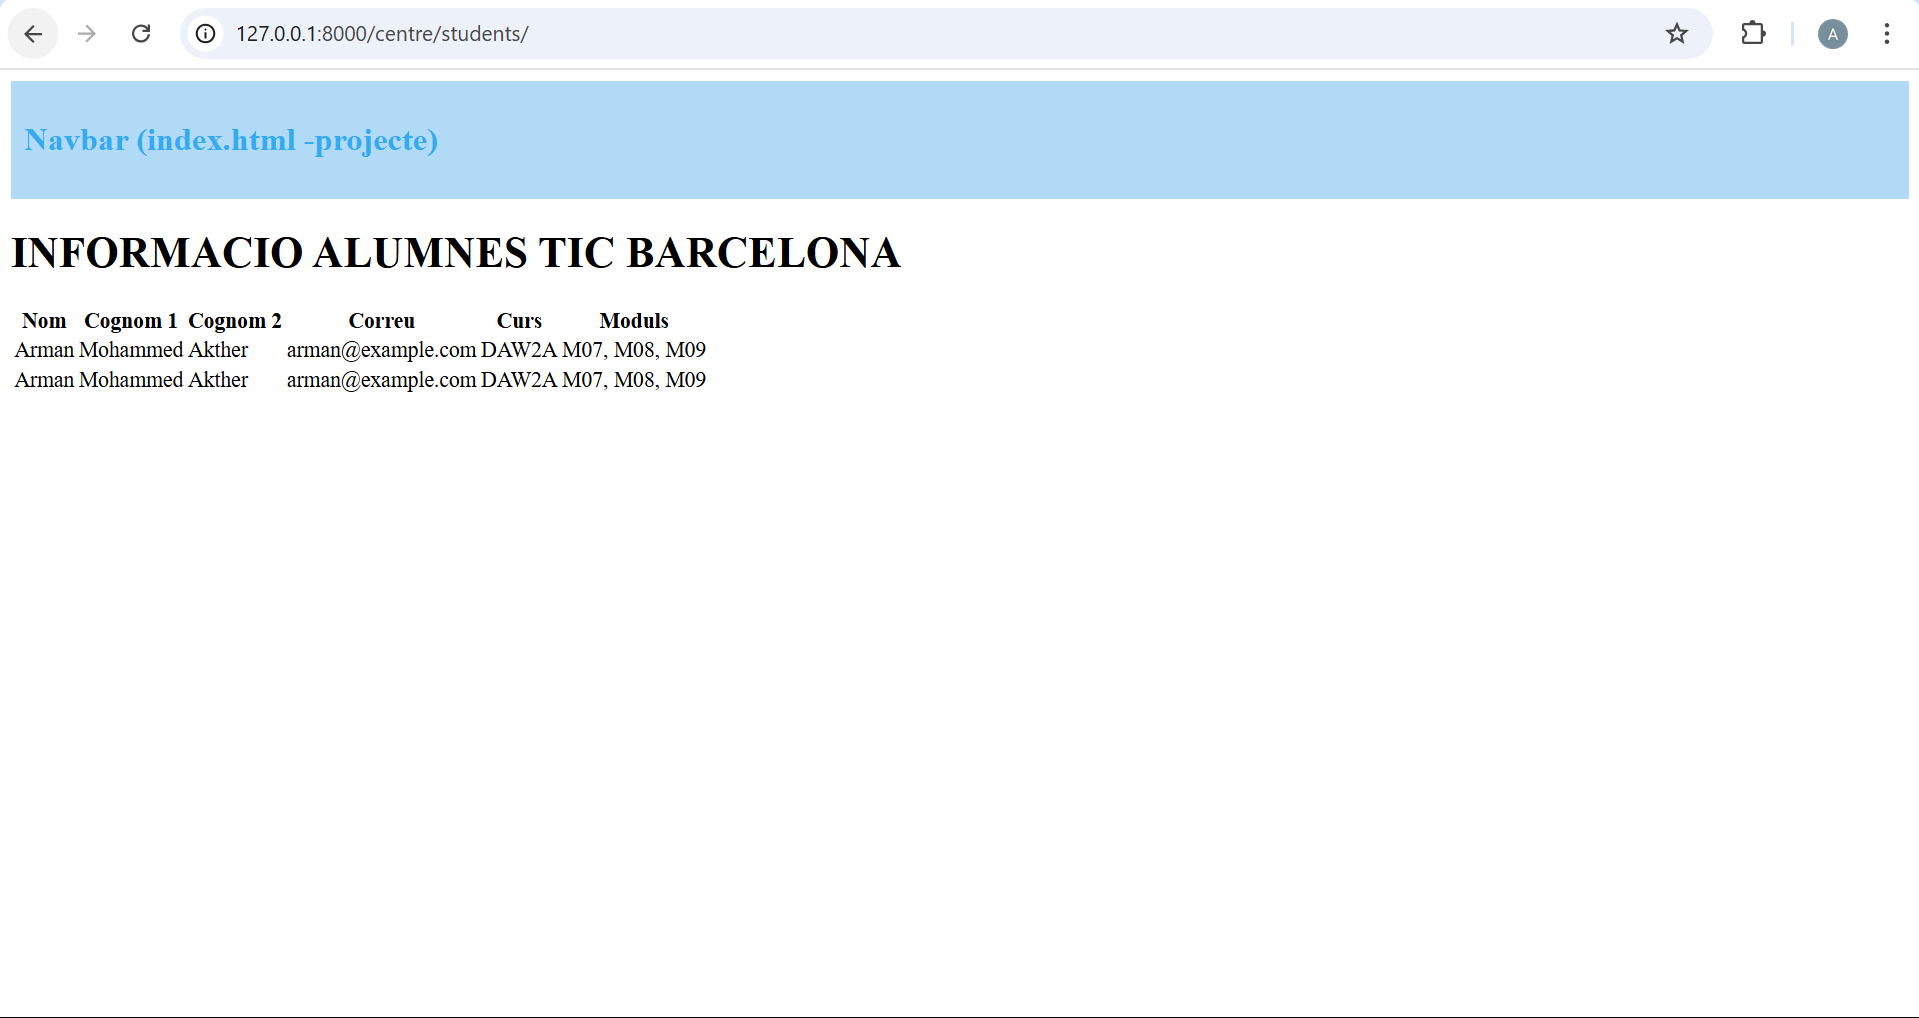 127.0.0.1:8000/centre/students/
A
Navbar (index.html -projecte)
INFORMACIO ALUMNES TIC BARCELONA
Nom Cognom 1 Cognom 2 Correu Curs Moduls
Arman Mohammed Akther arman@example.com DAW2A M07, M08, M09
Arman Mohammed Akther arman@example.com DAW2A M07, M08, M09